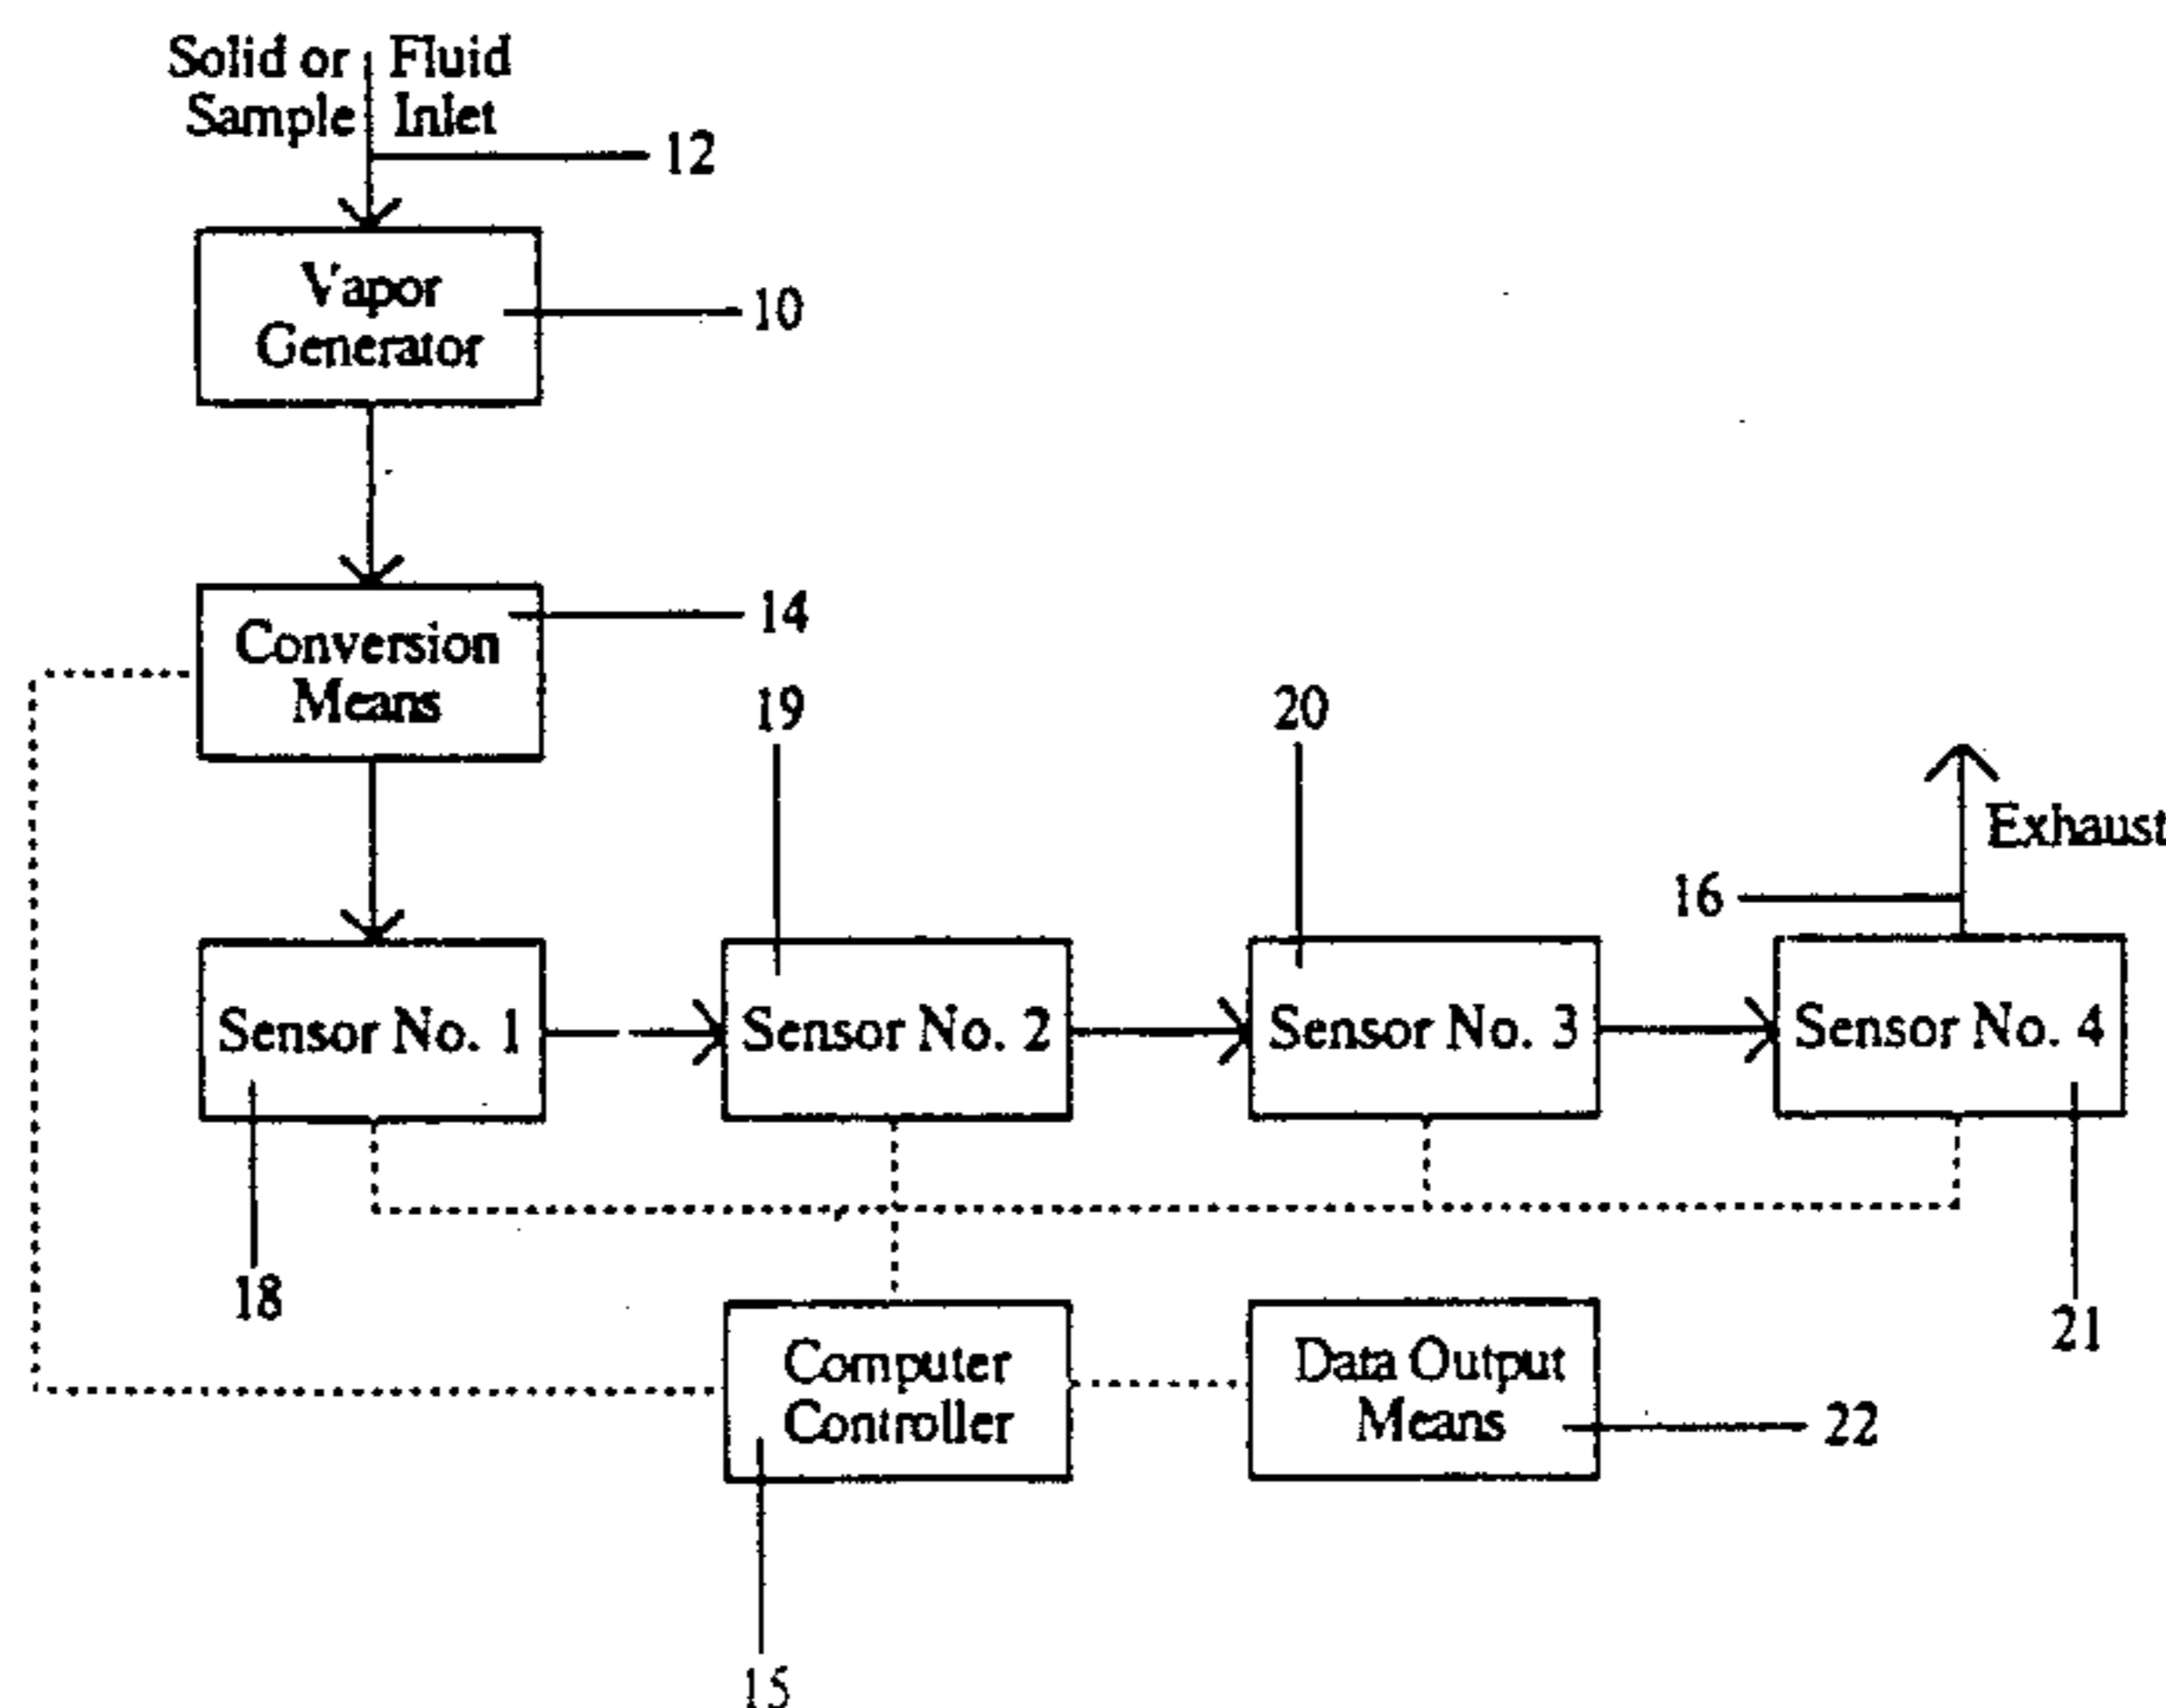 Solid or Fluid
Sample Inlet
12
Vapor
Generator
10
Conversion
Means
14
19
20
Exhaust
16
Sensor No. 1
Sensor No. 2
Sensor No. 3
Sensor No. 4
18
21
Computer
Controller
Data Output
Means
22
15